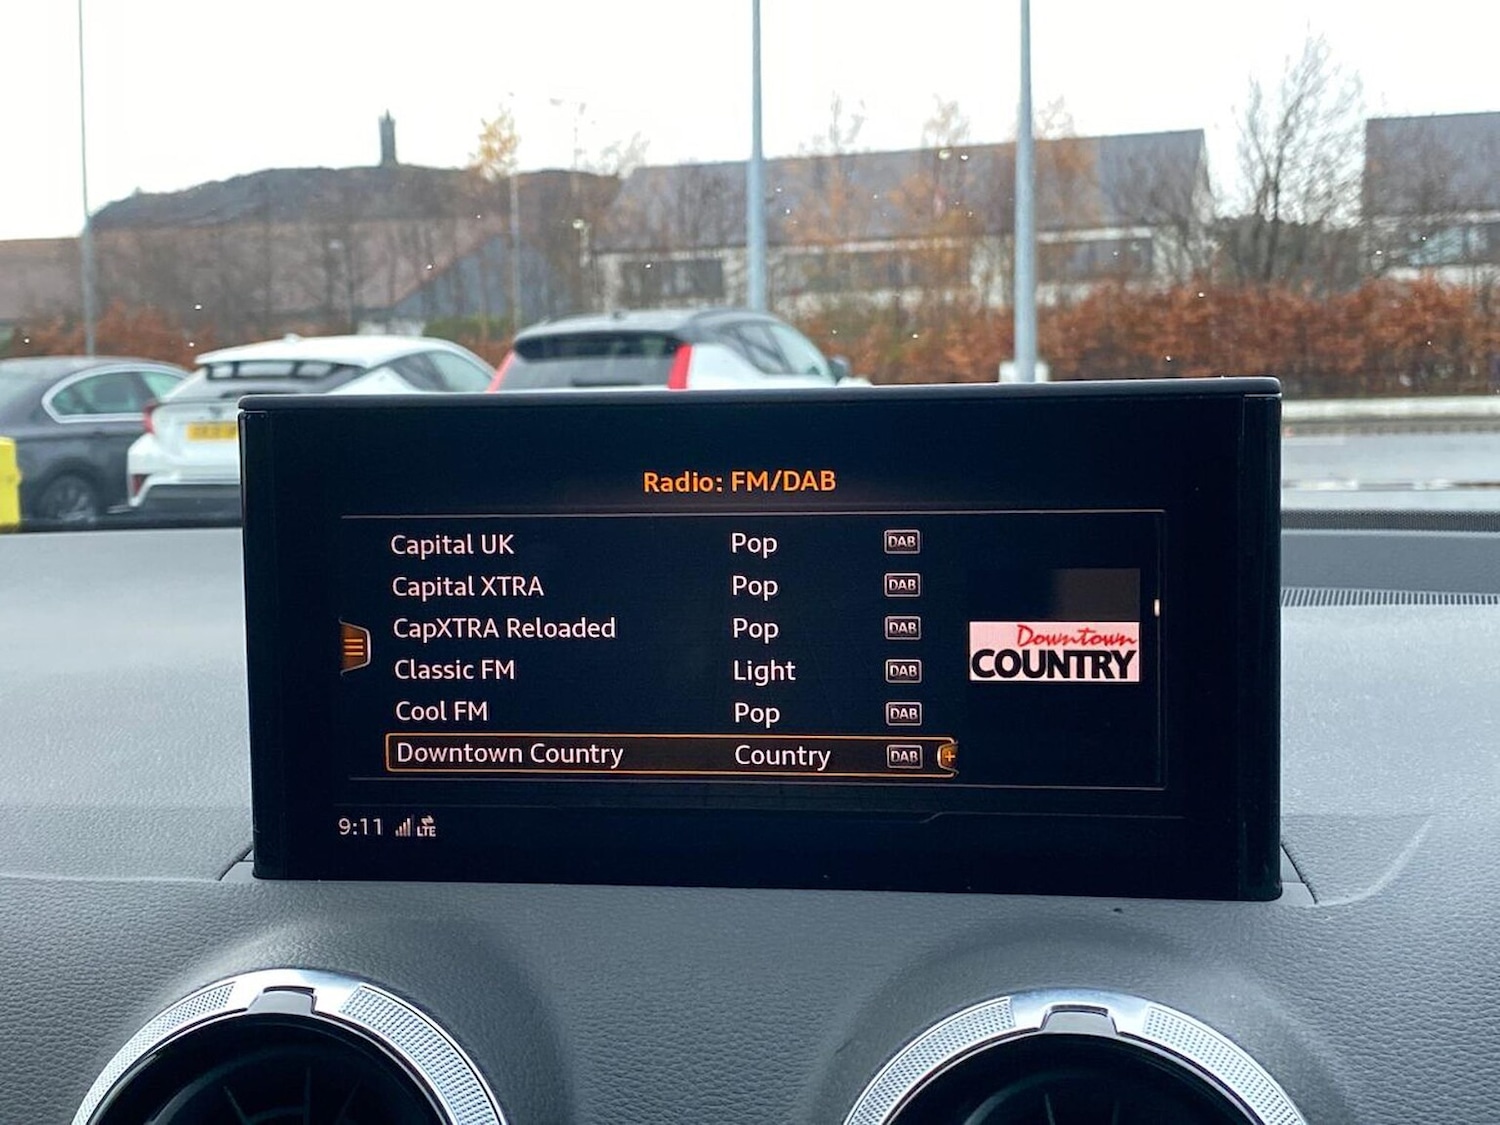 Radio: FM/DAB
Capital UK Pop DAB
Capital XTRA Pop DAB
CapXTRA Reloaded Pop DAB
Classic FM Light DAB
Cool FM Pop DAB
Downtown Country Country DAB
Downtown
COUNTRY
9:11 LTE